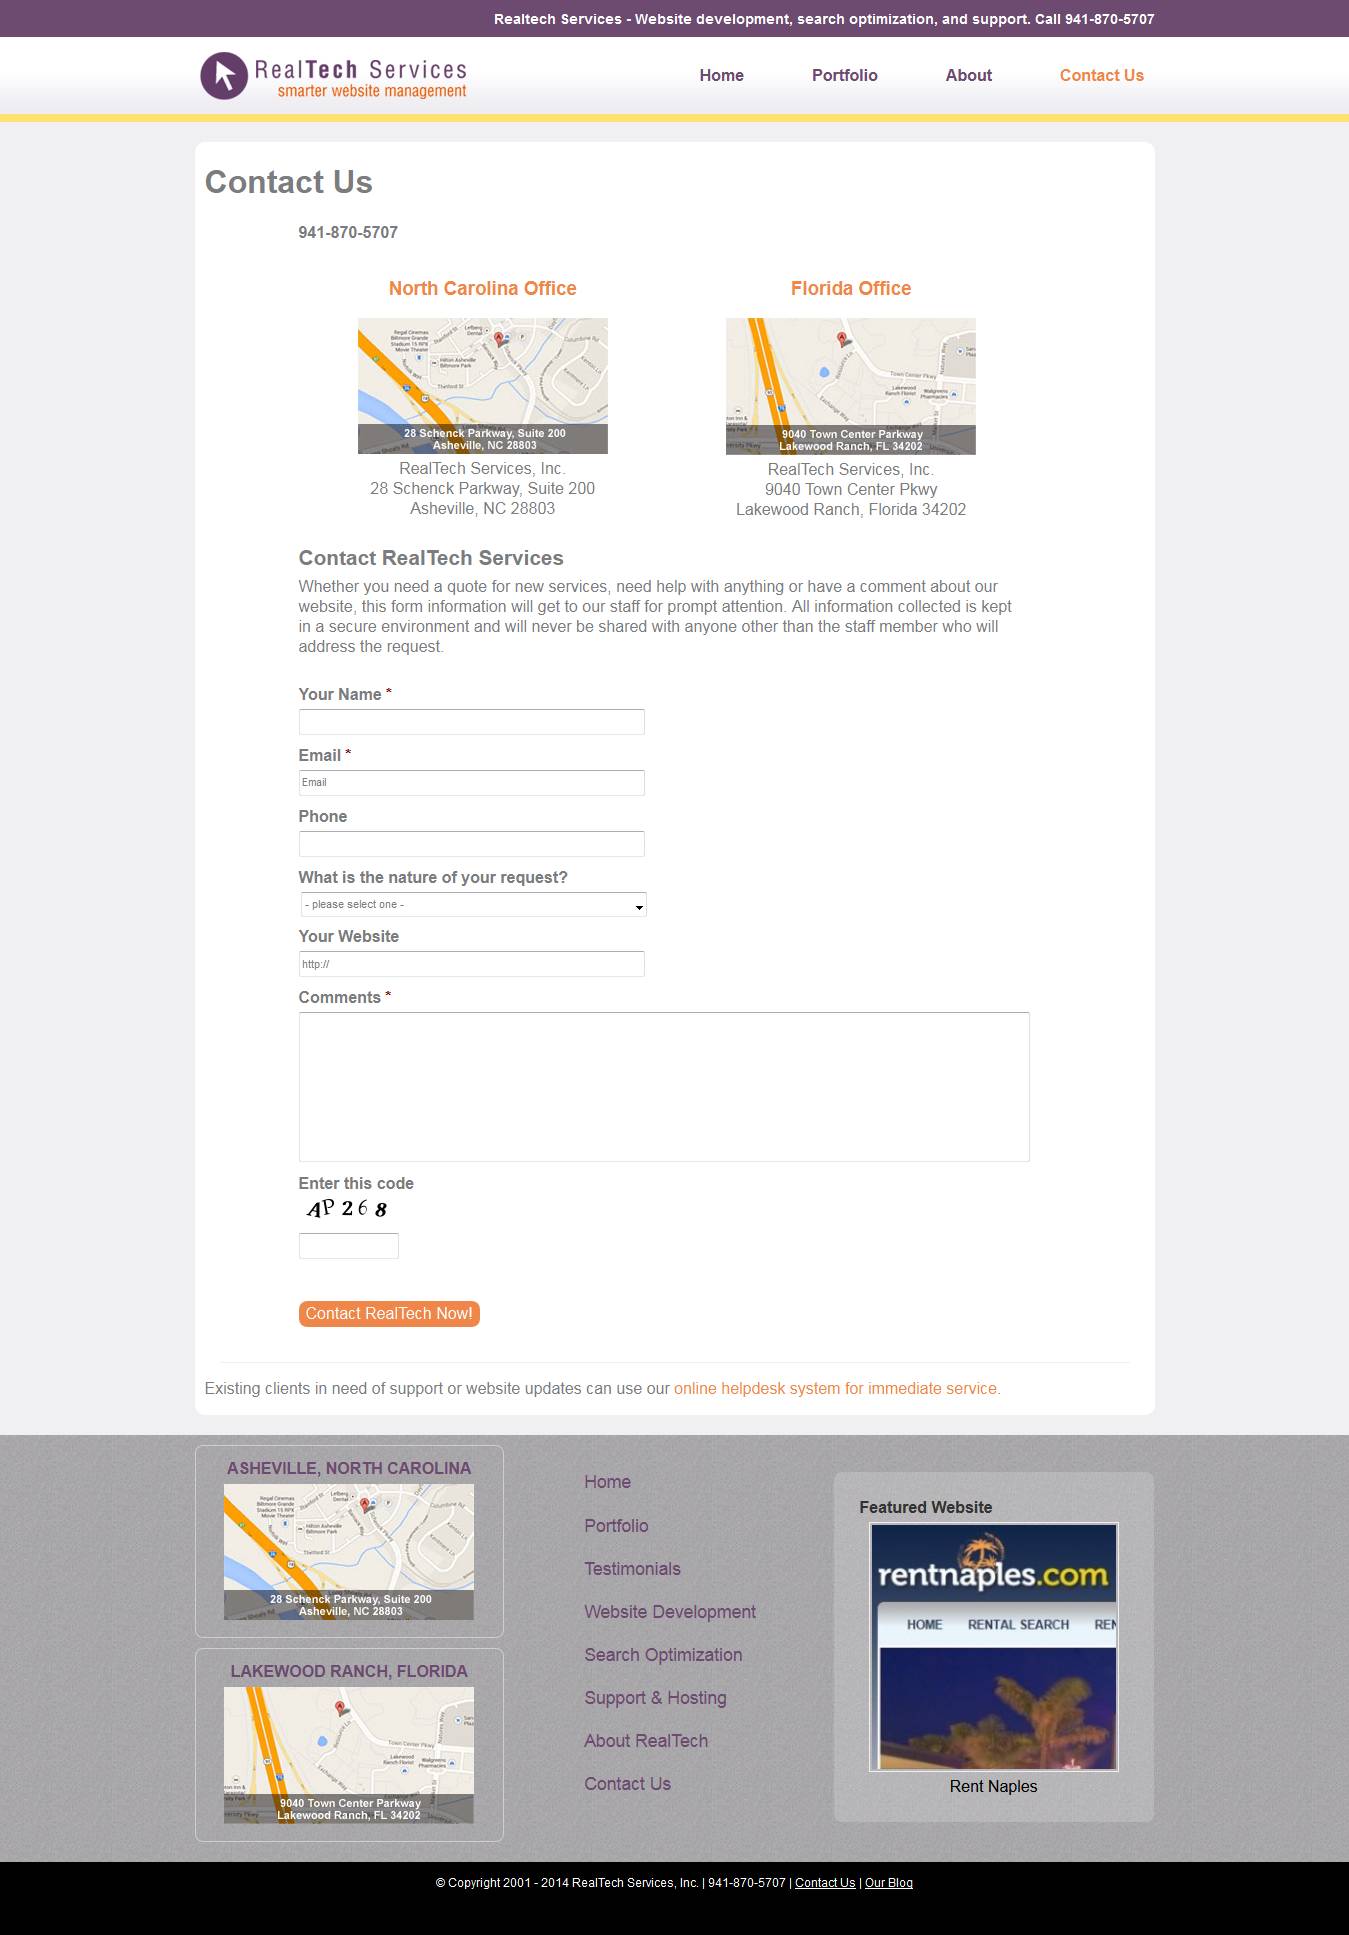 Realtech Services - Website development, search optimization, and support. Call 941-870-5707
RealTech Services
smarter website management
Home
Portfolio
About
Contact Us
Contact Us
941-870-5707
North Carolina Office
Florida Office
28 Schenck Parkway, Suite 200
Asheville, NC 28803
9040 Town Center Parkway
Lakewood Ranch, FL 34202
RealTech Services, Inc.
28 Schenck Parkway, Suite 200
Asheville, NC 28803
RealTech Services, Inc.
9040 Town Center Pkwy
Lakewood Ranch, Florida 34202
Contact RealTech Services
Whether you need a quote for new services, need help with anything or have a comment about our
website, this form information will get to our staff for prompt attention. All information collected is kept
in a secure environment and will never be shared with anyone other than the staff member who will
address the request.
Your Name *
Email *
Email
Phone
What is the nature of your request?
- please select one -
Your Website
http://
Comments *
Enter this code
AP268
Contact RealTech Now!
Existing clients in need of support or website updates can use our online helpdesk system for immediate service.
ASHEVILLE, NORTH CAROLINA
28 Schenck Parkway, Suite 200
Asheville, NC 28803
LAKEWOOD RANCH, FLORIDA
9040 Town Center Parkway
Lakewood Ranch, FL 34202
Home
Portfolio
Testimonials
Website Development
Search Optimization
Support & Hosting
About RealTech
Contact Us
Featured Website
rentnaples.com
HOME RENTAL SEARCH REN
Rent Naples
© Copyright 2001 - 2014 RealTech Services, Inc. | 941-870-5707 | Contact Us | Our Blog